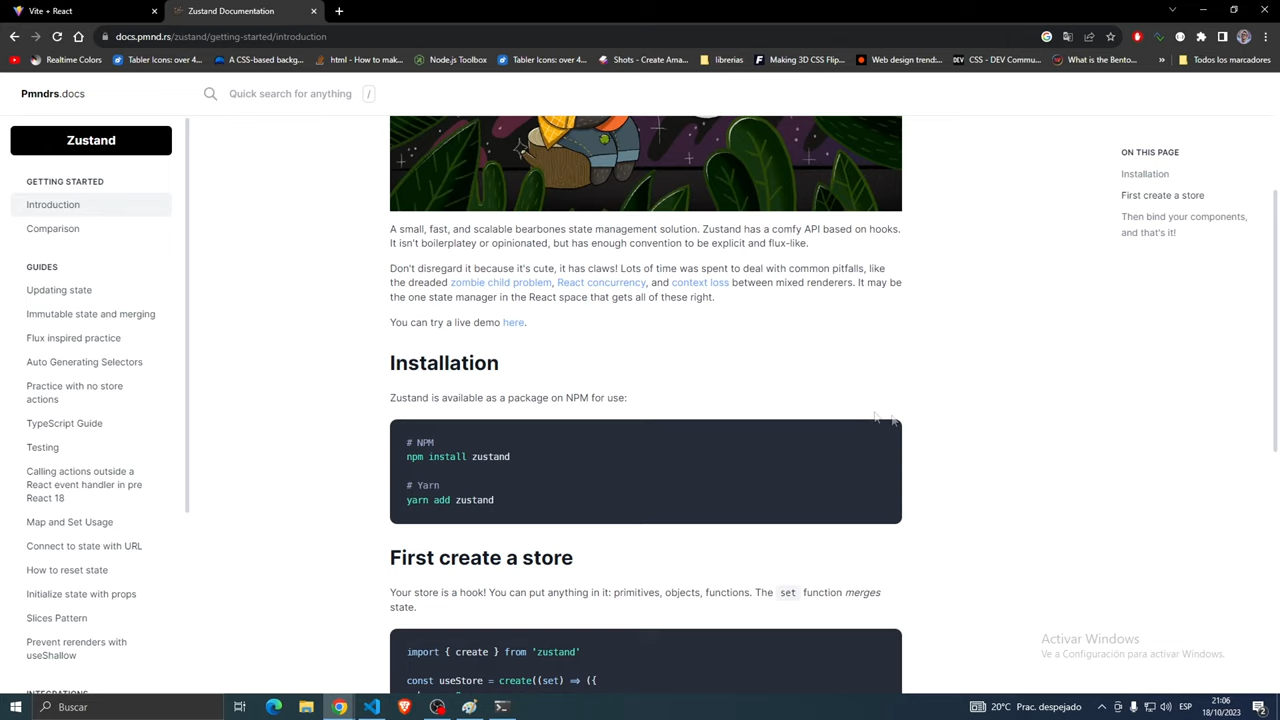 Vite + React
Zustand Documentation
docs.pmnd.rs/zustand/getting-started/introduction
Realtime Colors
Tabler Icons: over 4...
A CSS-based backg...
html - How to mak...
Node.js Toolbox
Tabler Icons: over 4...
Shots - Create Ama...
librerias
Making 3D CSS Flip...
Web design trend:...
CSS - DEV Commu...
What is the Bento...
»
Todos los marcadores
Pmndrs.docs
Quick search for anything /
Zustand
GETTING STARTED
Introduction
Comparison
GUIDES
Updating state
Immutable state and merging
Flux inspired practice
Auto Generating Selectors
Practice with no store
actions
TypeScript Guide
Testing
Calling actions outside a
React event handler in pre
React 18
Map and Set Usage
Connect to state with URL
How to reset state
Initialize state with props
Slices Pattern
Prevent rerenders with
useShallow
INTEGRATIONS
A small, fast, and scalable bearbones state management solution. Zustand has a comfy API based on hooks.
It isn't boilerplatey or opinionated, but has enough convention to be explicit and flux-like.
Don't disregard it because it's cute, it has claws! Lots of time was spent to deal with common pitfalls, like
the dreaded zombie child problem, React concurrency, and context loss between mixed renderers. It may be
the one state manager in the React space that gets all of these right.
You can try a live demo here.
Installation
Zustand is available as a package on NPM for use:
# NPM
npm install zustand
# Yarn
yarn add zustand
First create a store
Your store is a hook! You can put anything in it: primitives, objects, functions. The set function merges
state.
import { create } from 'zustand'
const useStore = create((set) => ({
ON THIS PAGE
Installation
First create a store
Then bind your components,
and that's it!
Activar Windows
Ve a Configuración para activar Windows.
Buscar
20°C Prac. despejado
ESP
21:06
18/10/2023
2